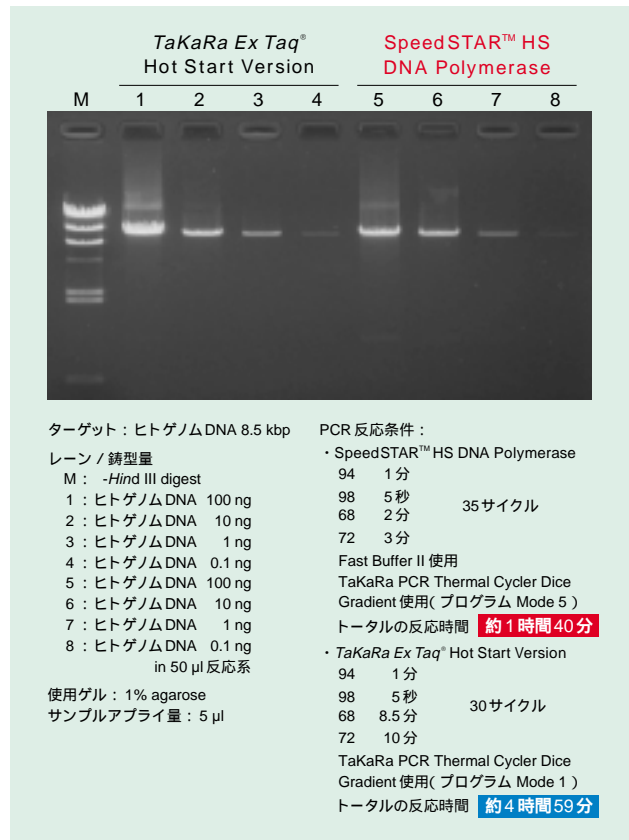 TaKaRa Ex Taq®
Hot Start Version
SpeedSTAR™ HS
DNA Polymerase
M 1 2 3 4 5 6 7 8
ターゲット：ヒトゲノムDNA 8.5 kbp
レーン / 鋳型量
M： -Hind III digest
1：ヒトゲノムDNA 100 ng
2：ヒトゲノムDNA 10 ng
3：ヒトゲノムDNA 1 ng
4：ヒトゲノムDNA 0.1 ng
5：ヒトゲノムDNA 100 ng
6：ヒトゲノムDNA 10 ng
7：ヒトゲノムDNA 1 ng
8：ヒトゲノムDNA 0.1 ng
in 50 µl 反応系
使用ゲル：1% agarose
サンプルアプライ量：5 µl
PCR 反応条件：
・SpeedSTAR™ HS DNA Polymerase
94 1分
98 5秒
68 2分
35サイクル
72 3分
Fast Buffer II 使用
TaKaRa PCR Thermal Cycler Dice
Gradient 使用( プログラム Mode 5 )
トータルの反応時間 約1時間40分
・TaKaRa Ex Taq® Hot Start Version
94 1分
98 5秒
68 8.5分
30サイクル
72 10分
TaKaRa PCR Thermal Cycler Dice
Gradient 使用( プログラム Mode 1 )
トータルの反応時間 約4時間59分